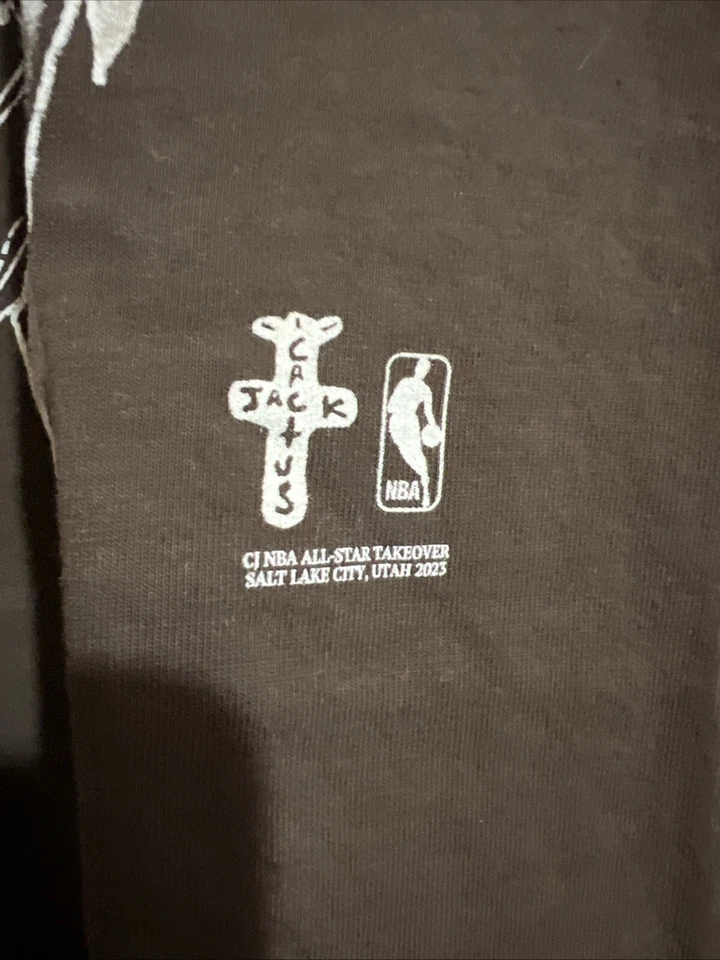 CACTUS
JACK
NBA
CJ NBA ALL-STAR TAKEOVER
SALT LAKE CITY, UTAH 2023